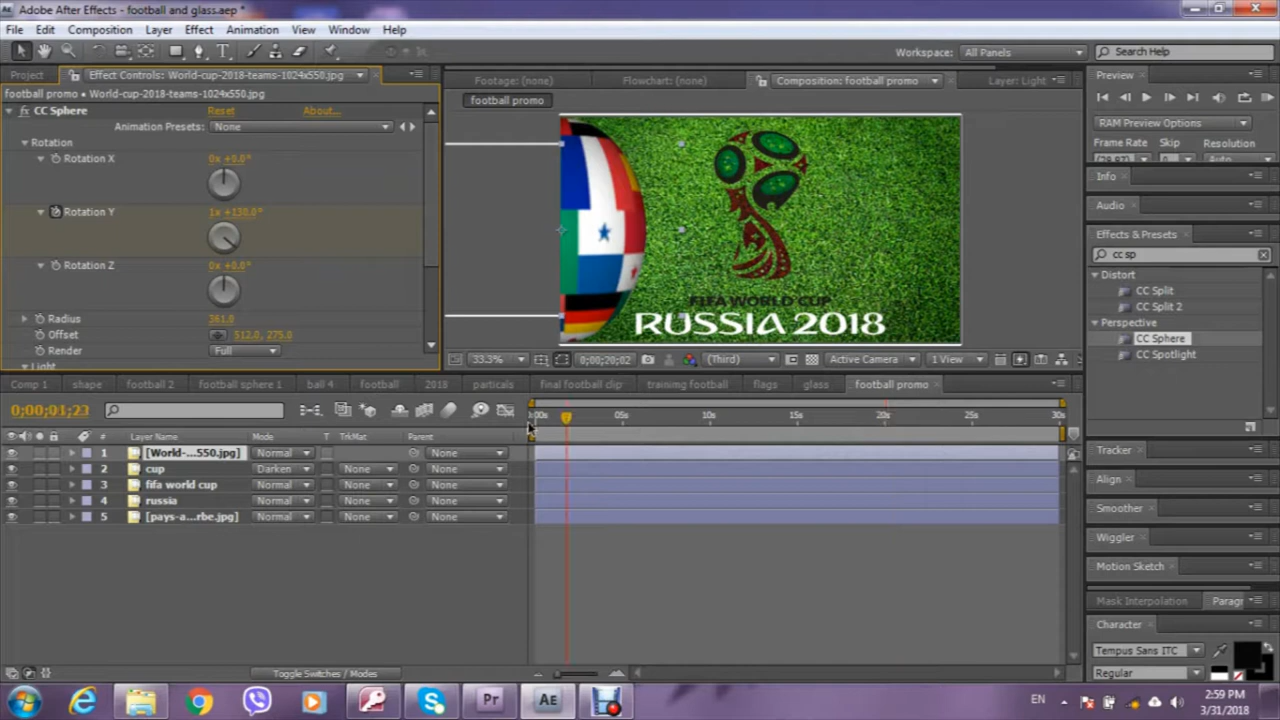 Adobe After Effects - football and glass.aep *
File Edit Composition Layer Effect Animation View Window Help
Workspace: All Panels Search Help
Project Effect Controls: World-cup-2018-teams-1024x550.jpg
football promo • World-cup-2018-teams-1024x550.jpg
CC Sphere Reset About...
Animation Presets: None
Rotation
Rotation X 0x +0.0°
Rotation Y 1x +130.0°
Rotation Z 0x +0.0°
Radius 361.0
Offset 512.0, 275.0
Render Full
Light
Footage: (none) Flowchart: (none) Composition: football promo Layer: Light
football promo
FIFA WORLD CUP
RUSSIA 2018
33.3% 0;00;20;02 (Third) Active Camera 1 View
Preview
RAM Preview Options
Frame Rate Skip Resolution
(29.97) Auto
Info
Audio
Effects & Presets
cc sp
Distort
CC Split
CC Split 2
Perspective
CC Sphere
CC Spotlight
Tracker
Align
Smoother
Wiggler
Motion Sketch
Mask Interpolation Paragr
Character
Tempus Sans ITC
Regular
Comp 1 shape football 2 football sphere 1 ball 4 football 2018 particals final football clip training football flags glass football promo
0;00;01;23
0:00s 05s 10s 15s 20s 25s 30s
# Layer Name Mode T TrkMat Parent
1 [World-...550.jpg] Normal None
2 cup Darken None None
3 fifa world cup Normal None None
4 russia Normal None None
5 [pays-a...rbe.jpg] Normal None None
Toggle Switches / Modes
Pr Ae
EN 2:59 PM
3/31/2018